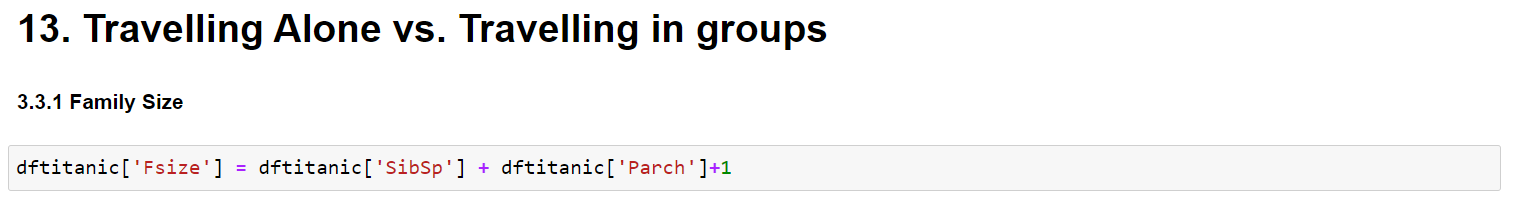 13. Travelling Alone vs. Travelling in groups
3.3.1 Family Size
dftitanic['Fsize'] = dftitanic['SibSp'] + dftitanic['Parch']+1